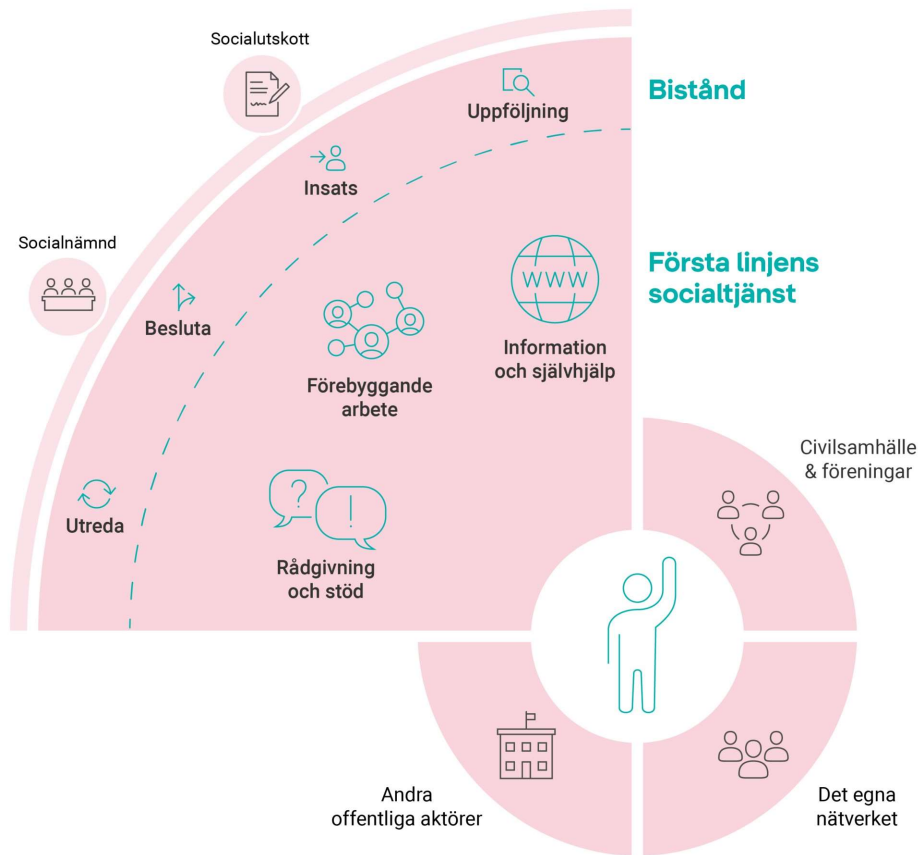 Socialutskott
Uppföljning
Bistånd
Insats
Socialnämnd
Första linjens
socialtjänst
WWW
Besluta
Information
och självhjälp
Förebyggande
arbete
Civilsamhälle
& föreningar
?
!
Utreda
Rådgivning
och stöd
Andra
offentliga aktörer
Det egna
nätverket